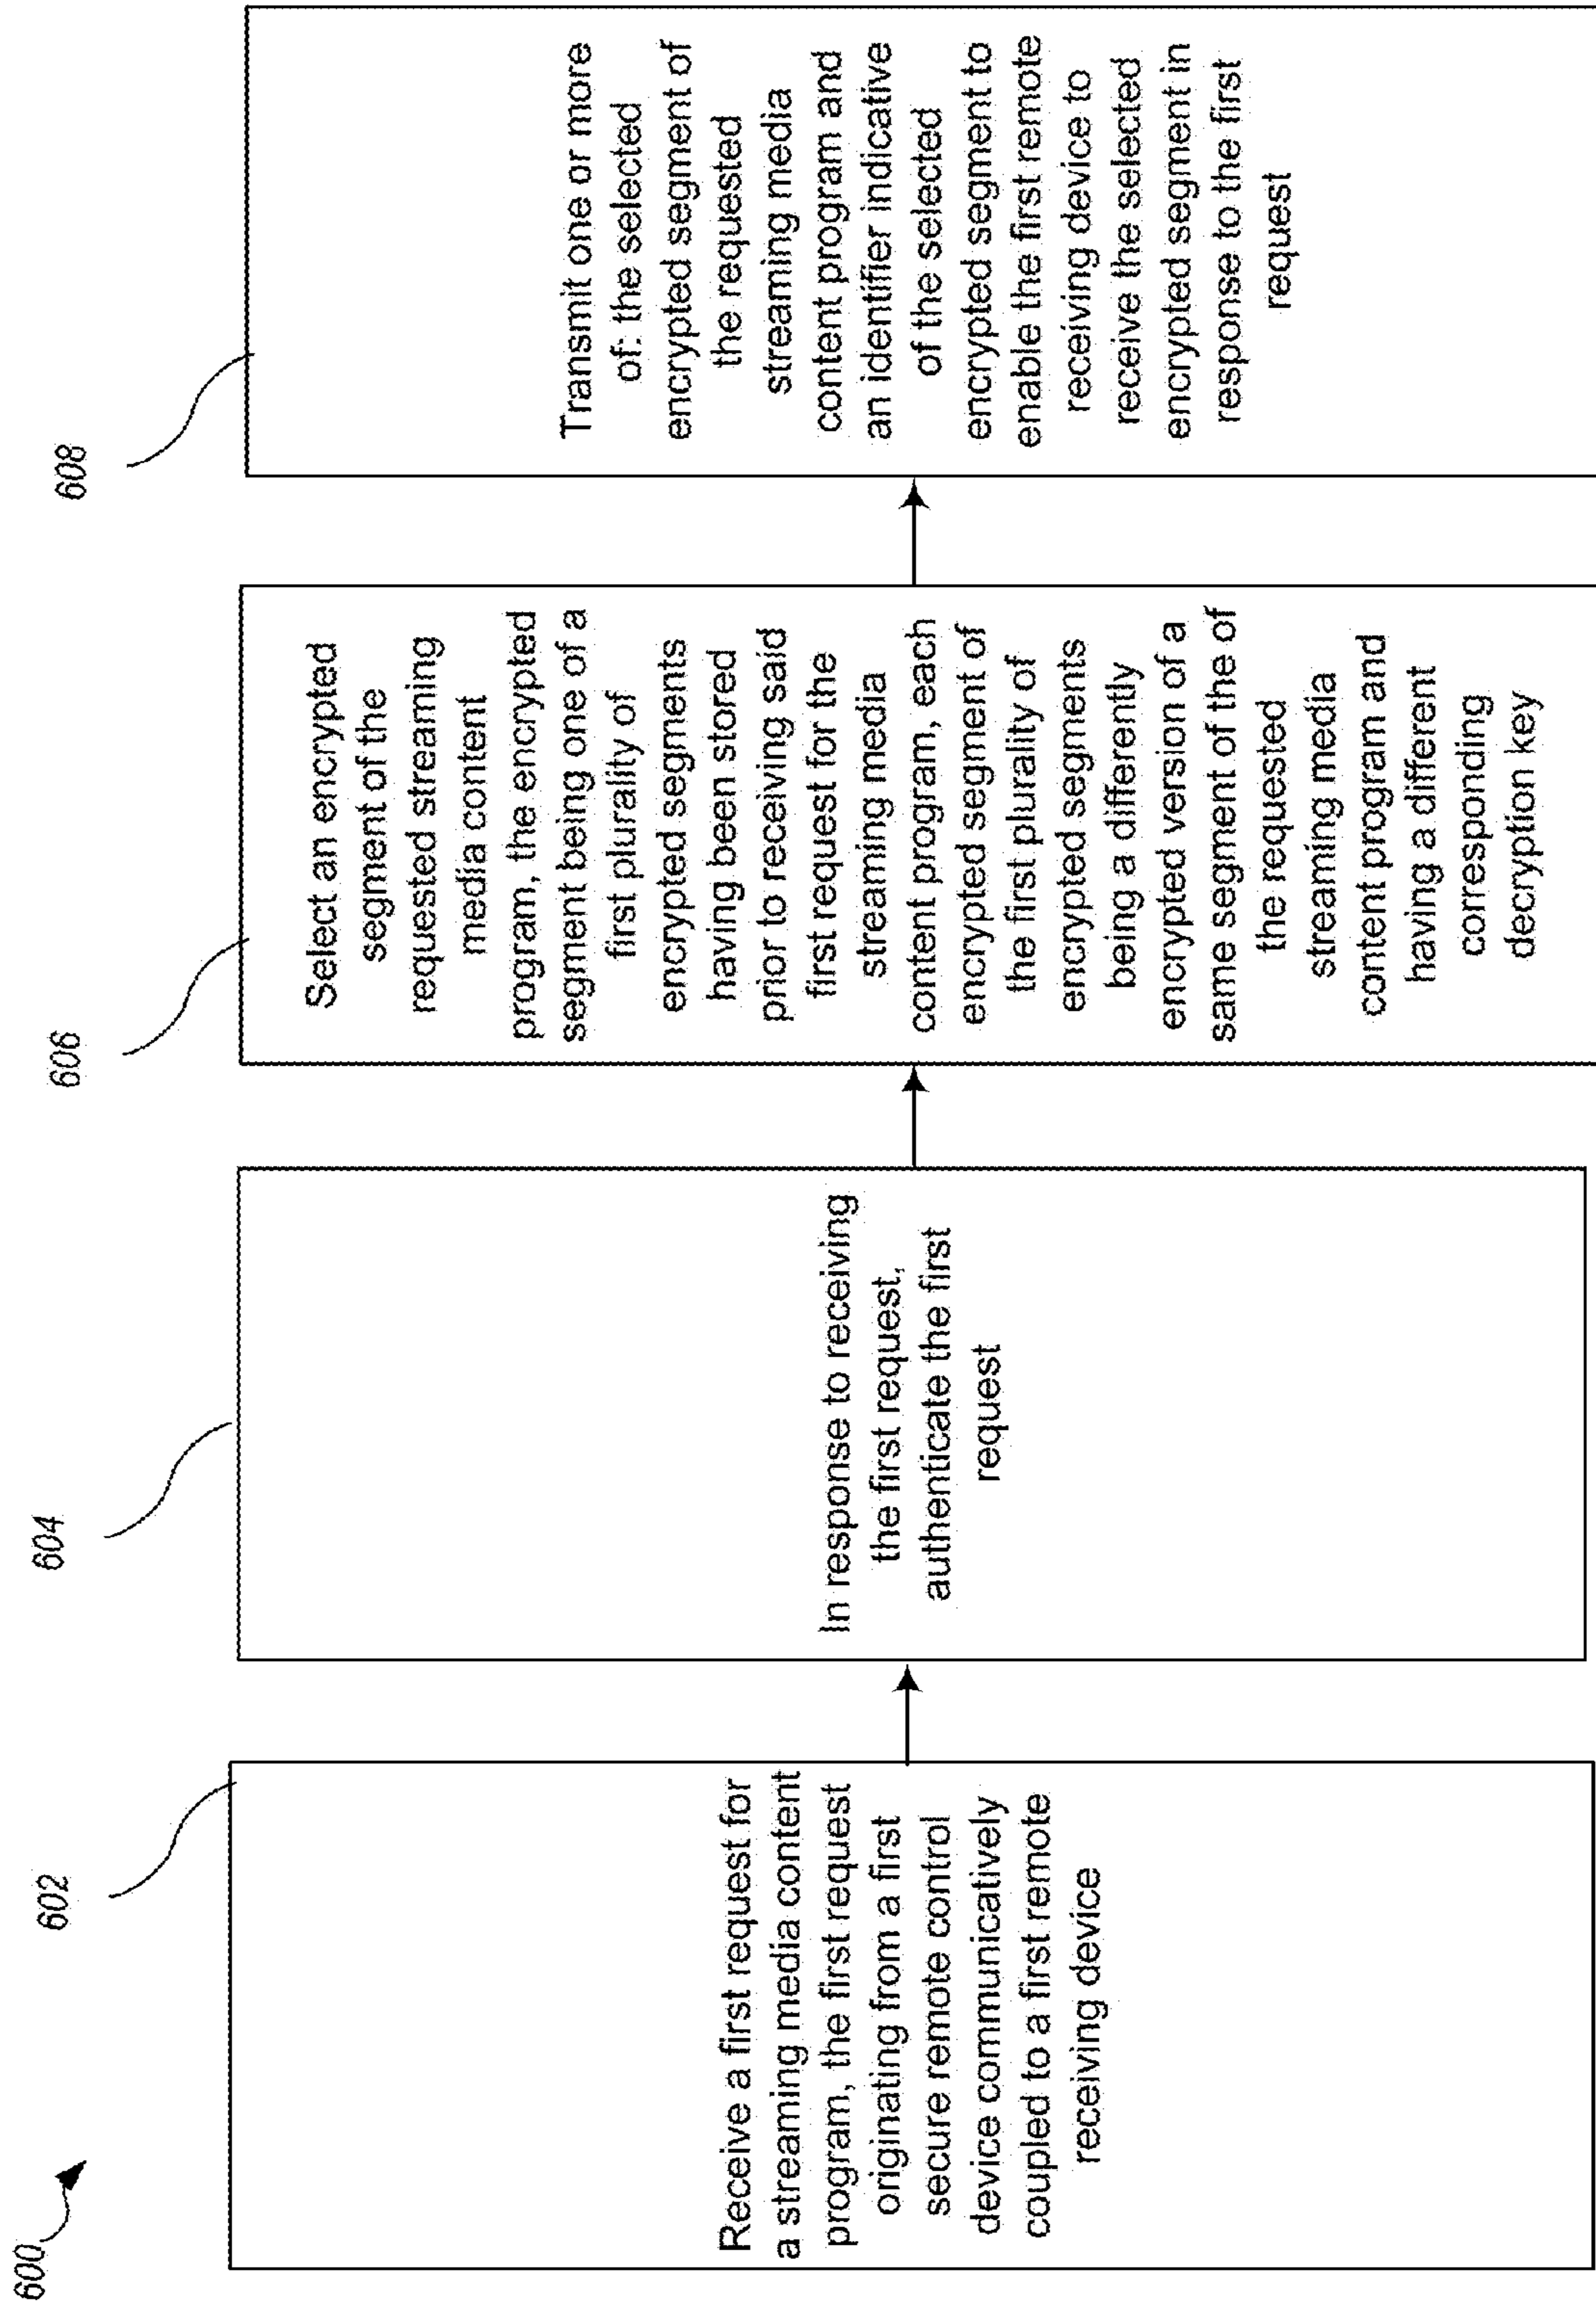 600
602
Receive a first request for
a streaming media content
program, the first request
originating from a first
secure remote control
device communicatively
coupled to a first remote
receiving device
604
In response to receiving
the first request,
authenticate the first
request
606
Select an encrypted
segment of the
requested streaming
media content
program, the encrypted
segment being one of a
first plurality of
encrypted segments
having been stored
prior to receiving said
first request for the
streaming media
content program, each
encrypted segment of
the first plurality of
encrypted segments
being a differently
encrypted version of a
same segment of the of
the requested
streaming media
content program and
having a different
corresponding
decryption key
608
Transmit one or more
of: the selected
encrypted segment of
the requested
streaming media
content program and
an identifier indicative
of the selected
encrypted segment to
enable the first remote
receiving device to
receive the selected
encrypted segment in
response to the first
request